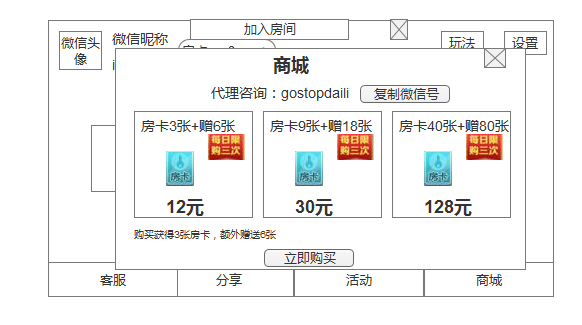 加入房间
微信头像
微信昵称
玩法
设置
商城
代理咨询：gostopdaili
复制微信号
房卡3张+赠6张
每日限购三次
房卡
12元
房卡9张+赠18张
每日限购三次
房卡
30元
房卡40张+赠80张
每日限购三次
房卡
128元
购买获得3张房卡，额外赠送6张
立即购买
客服
分享
活动
商城